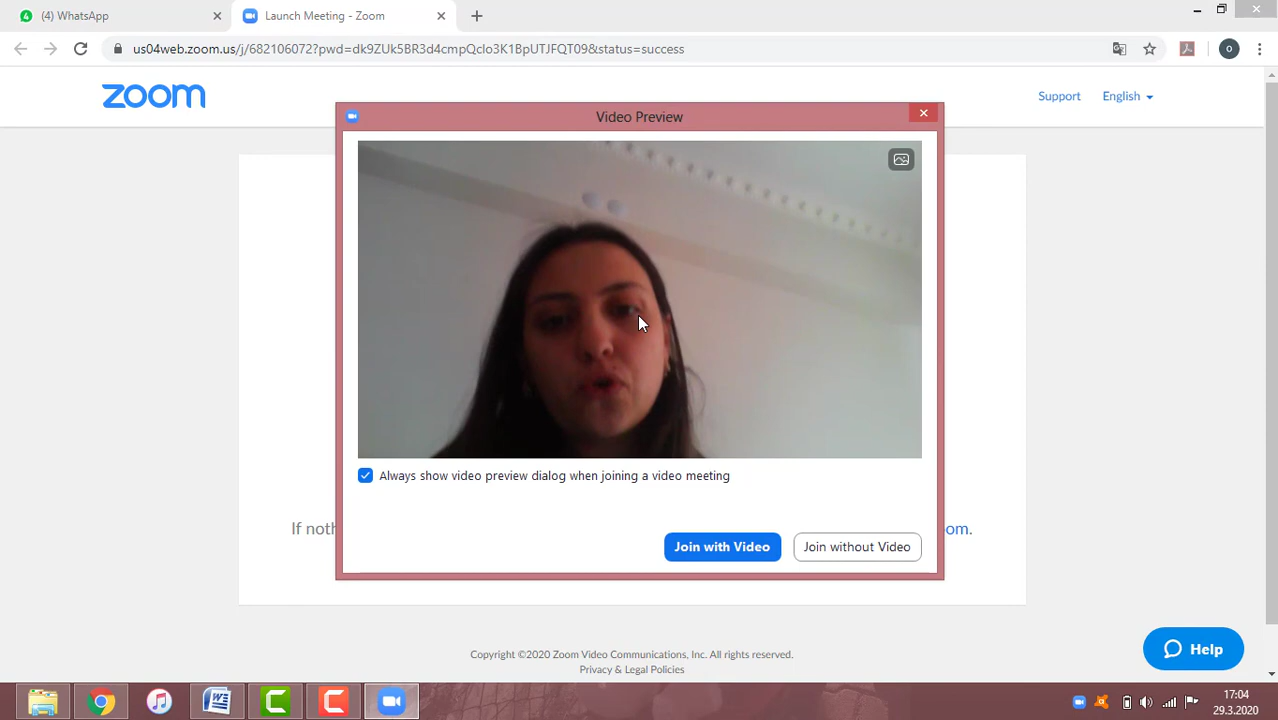 (4) WhatsApp
Launch Meeting - Zoom
us04web.zoom.us/j/682106072?pwd=dk9ZUk5BR3d4cmpQclo3K1BpUTJFQT09&status=success
zoom
Support
English
Video Preview
Always show video preview dialog when joining a video meeting
If noth
om.
Join with Video
Join without Video
Copyright ©2020 Zoom Video Communications, Inc. All rights reserved.
Privacy & Legal Policies
Help
17:04
29.3.2020